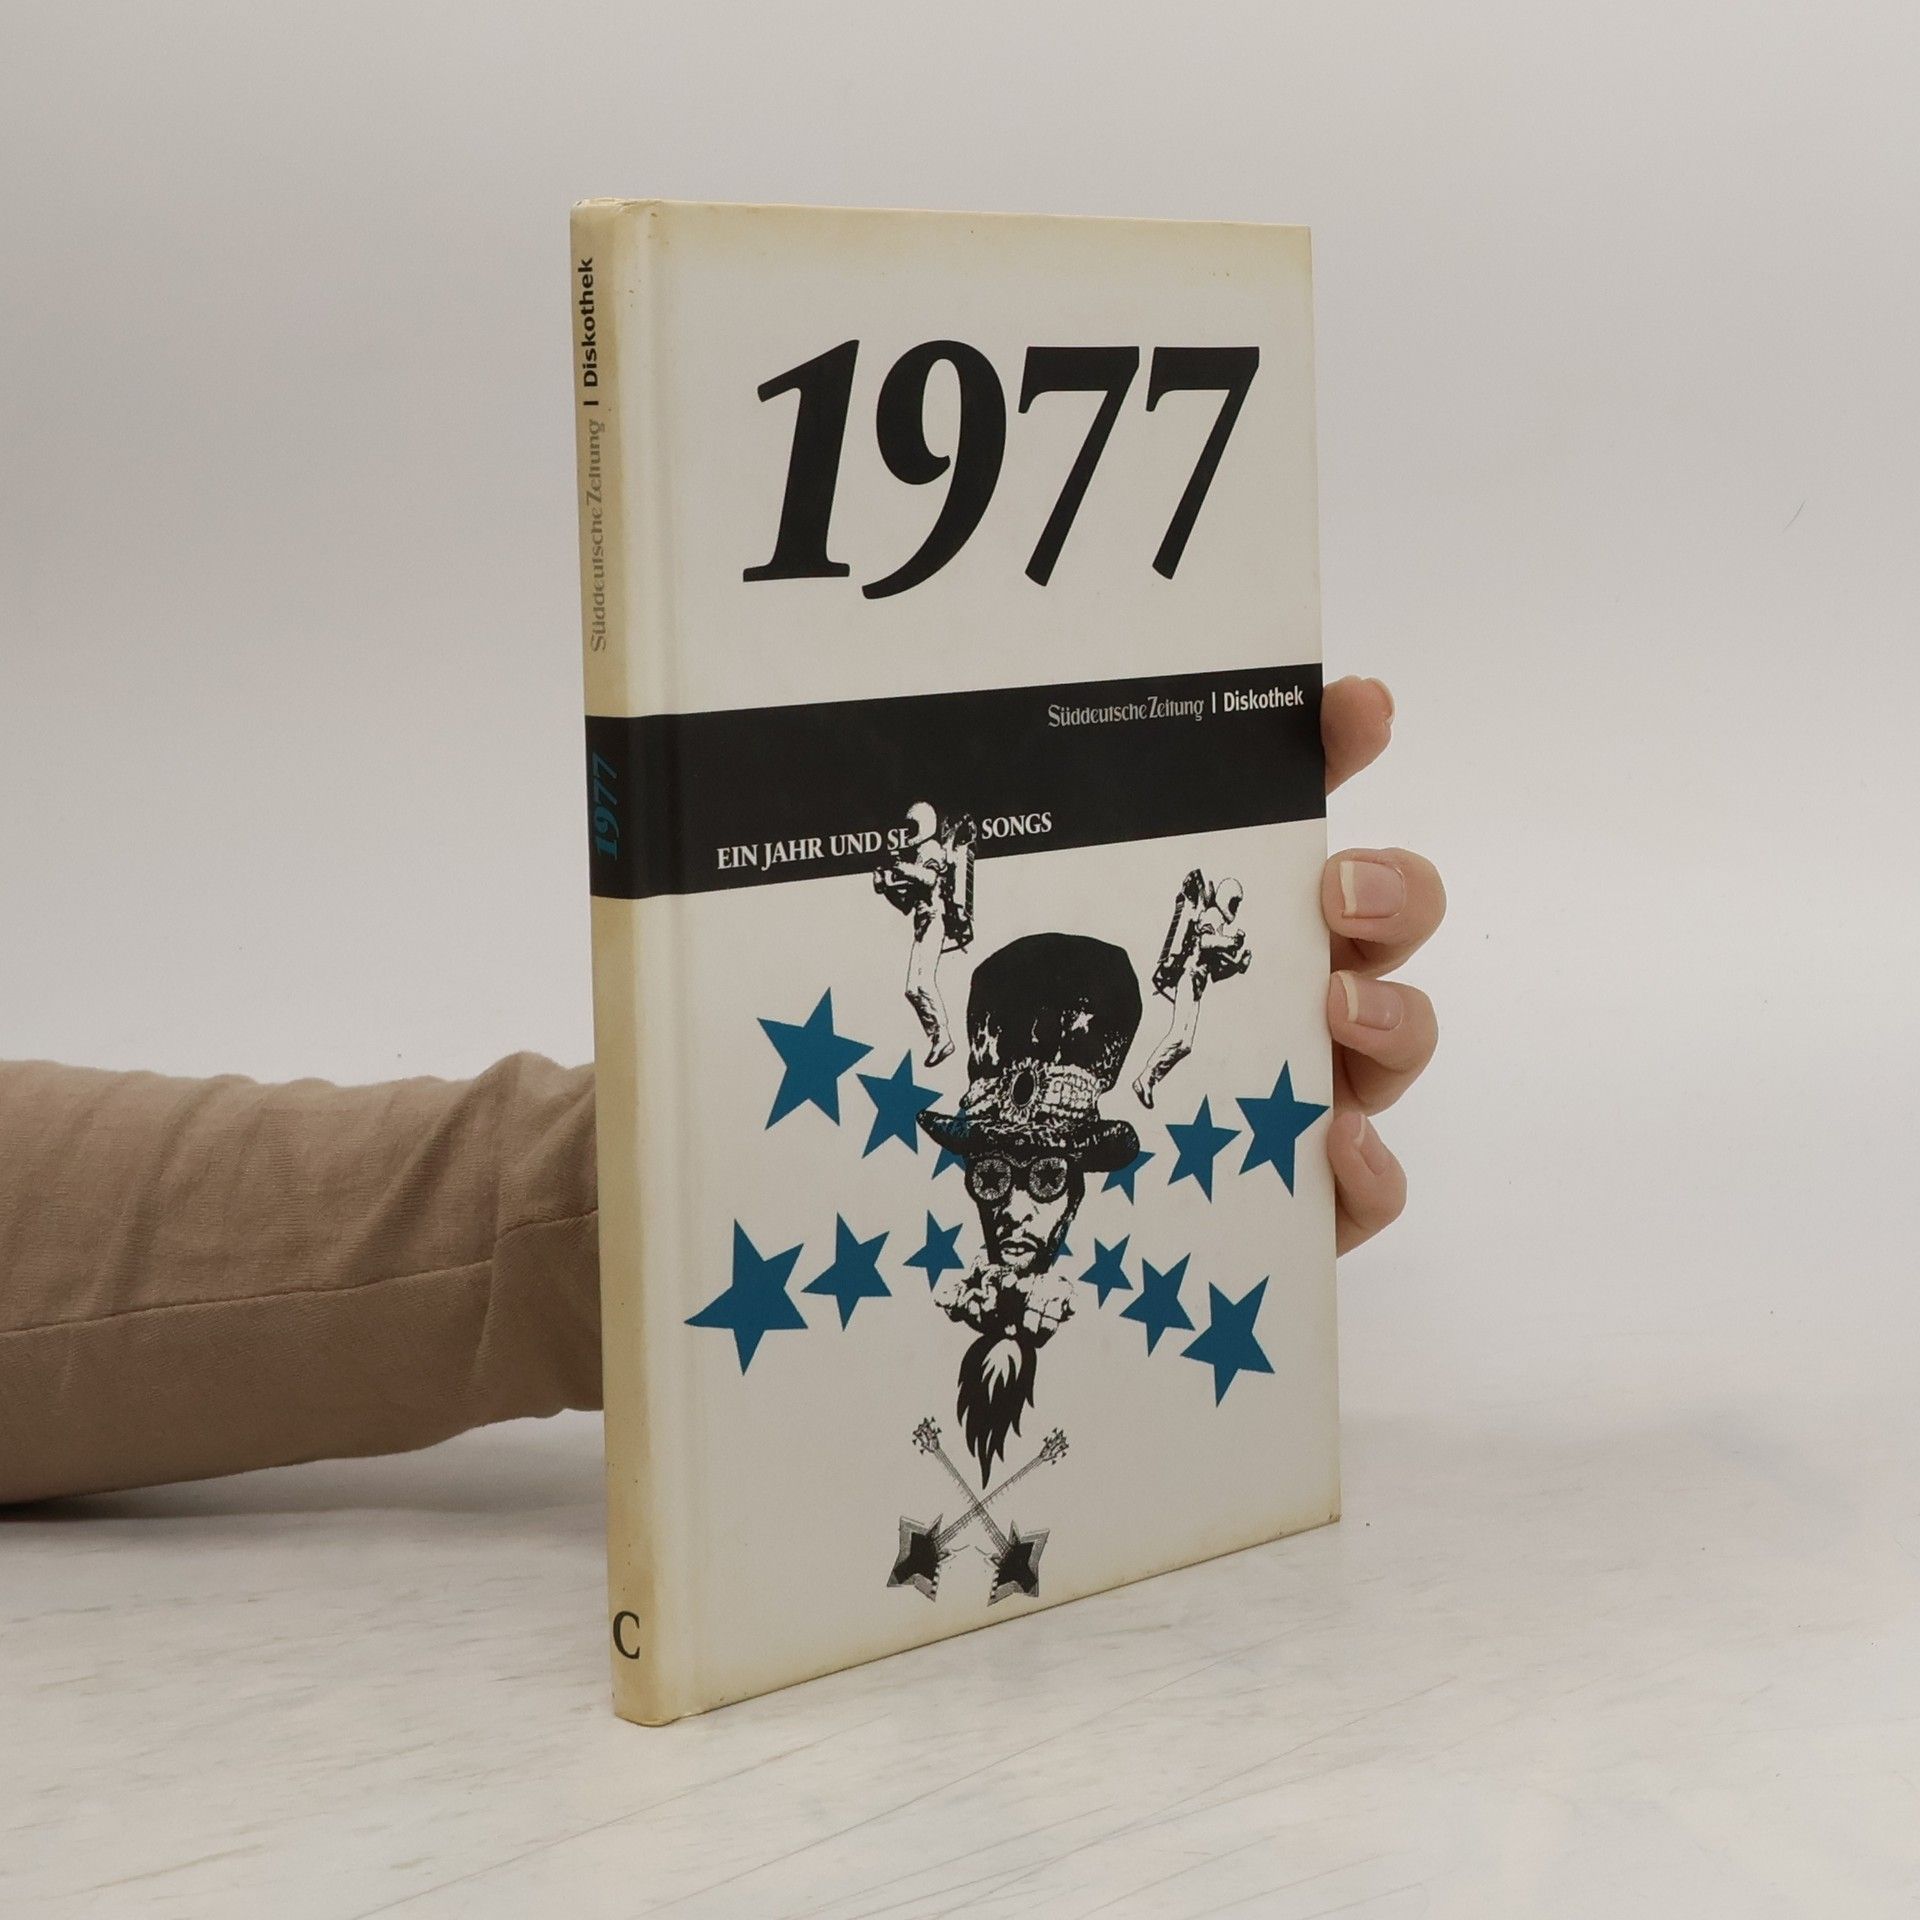 Süddeutsche Zeitung | Diskothek
1977
C
1977
Süddeutsche Zeitung | Diskothek
EIN JAHR UND SE SONGS